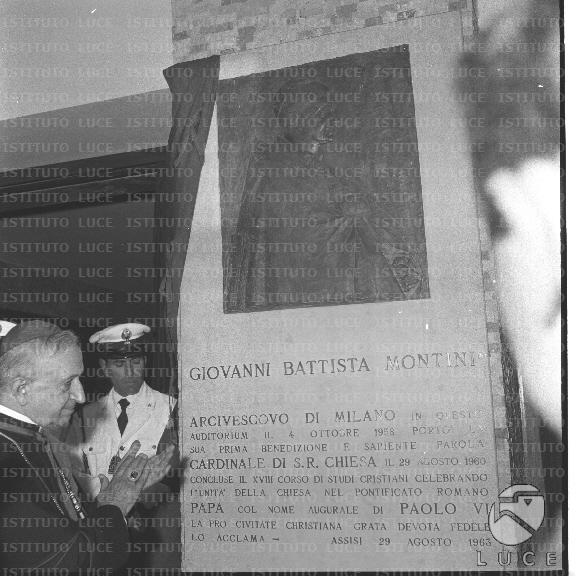 GIOVANNI BATTISTA MONTINI
ARCIVESCOVO DI MILANO IN QUESTO
AUDITORIUM IL 4 OTTOBRE 1958 PORTÒ LA
SUA PRIMA BENEDIZIONE E SAPIENTE PAROLA
CARDINALE DI S.R. CHIESA IL 29 AGOSTO 1960
CONCLUSE IL XVIII CORSO DI STUDI CRISTIANI CELEBRANDO
L'UNITA' DELLA CHIESA NEL PONTIFICATO ROMANO
PAPA COL NOME AUGURALE DI PAOLO VI
LA PRO CIVITATE CHRISTIANA GRATA DEVOTA FEDELE
LO ACCLAMA - ASSISI 29 AGOSTO 1963
LUCE
ISTITUTO LUCE